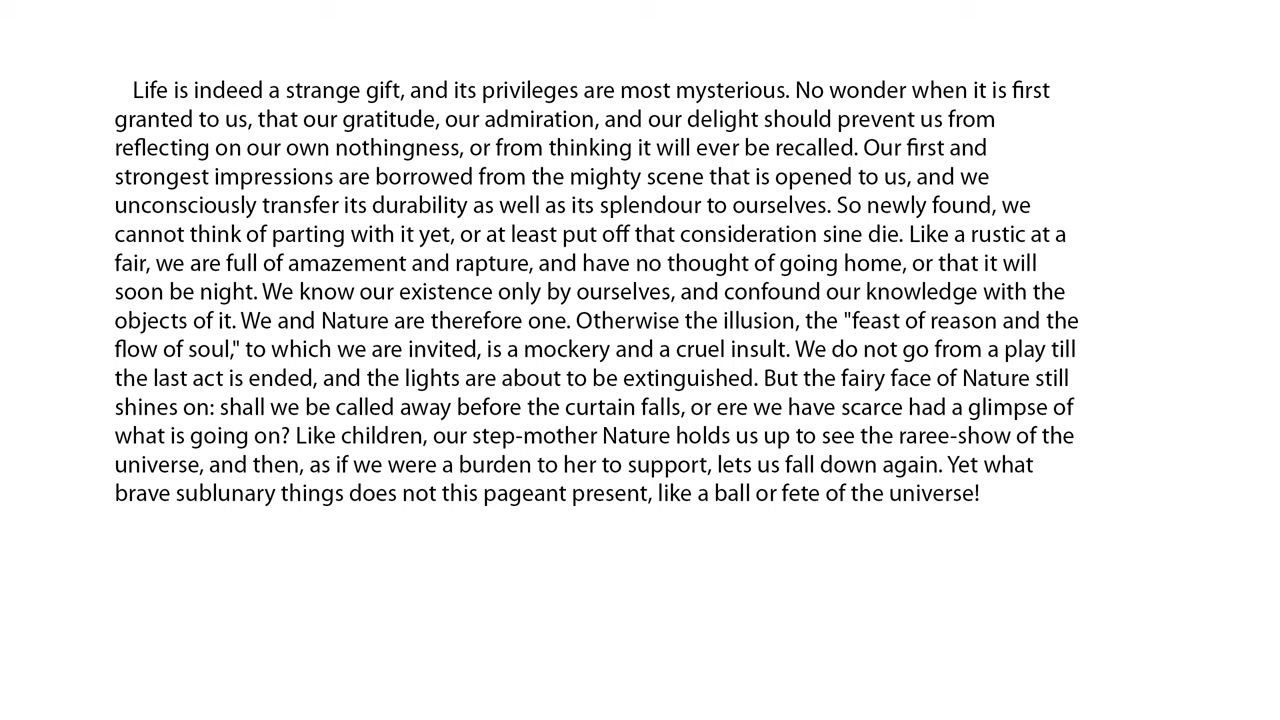 Life is indeed a strange gift, and its privileges are most mysterious. No wonder when it is first
granted to us, that our gratitude, our admiration, and our delight should prevent us from
reflecting on our own nothingness, or from thinking it will ever be recalled. Our first and
strongest impressions are borrowed from the mighty scene that is opened to us, and we
unconsciously transfer its durability as well as its splendour to ourselves. So newly found, we
cannot think of parting with it yet, or at least put off that consideration sine die. Like a rustic at a
fair, we are full of amazement and rapture, and have no thought of going home, or that it will
soon be night. We know our existence only by ourselves, and confound our knowledge with the
objects of it. We and Nature are therefore one. Otherwise the illusion, the "feast of reason and the
flow of soul," to which we are invited, is a mockery and a cruel insult. We do not go from a play till
the last act is ended, and the lights are about to be extinguished. But the fairy face of Nature still
shines on: shall we be called away before the curtain falls, or ere we have scarce had a glimpse of
what is going on? Like children, our step-mother Nature holds us up to see the raree-show of the
universe, and then, as if we were a burden to her to support, lets us fall down again. Yet what
brave sublunary things does not this pageant present, like a ball or fete of the universe!